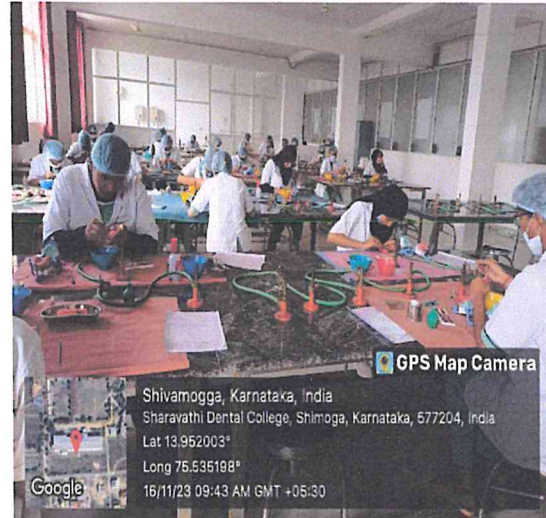 GPS Map Camera
Shivamogga, Karnataka, India
Sharavathi Dental College, Shimoga, Karnataka, 577204, India
Lat 13.952003°
Long 75.535198°
16/11/23 09:43 AM GMT +05:30
Google